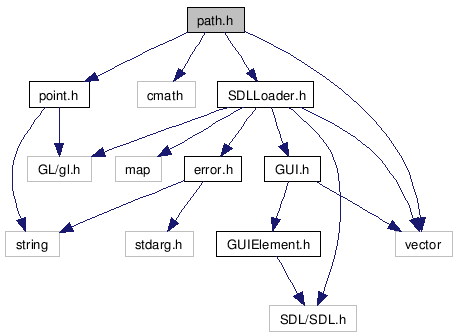 path.h
point.h
cmath
SDLLoader.h
GL/gl.h
map
error.h
GUI.h
string
stdarg.h
GUIElement.h
vector
SDL/SDL.h